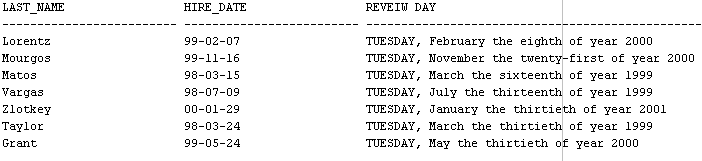 LAST_NAME HIRE_DATE REVEIW DAY
Lorentz 99-02-07 TUESDAY, February the eighth of year 2000
Mourgos 99-11-16 TUESDAY, November the twenty-first of year 2000
Matos 98-03-15 TUESDAY, March the sixteenth of year 1999
Vargas 98-07-09 TUESDAY, July the thirteenth of year 1999
Zlotkey 00-01-29 TUESDAY, January the thirtieth of year 2001
Taylor 98-03-24 TUESDAY, March the thirtieth of year 1999
Grant 99-05-24 TUESDAY, May the thirtieth of year 2000